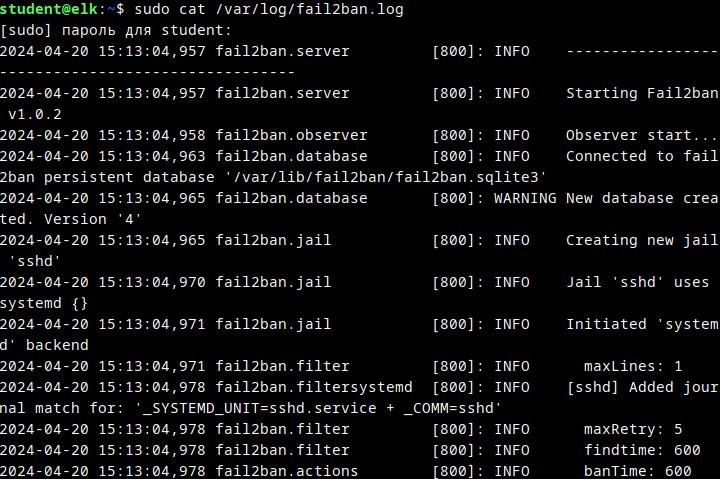 student@elk:~$ sudo cat /var/log/fail2ban.log
[sudo] пароль для student:
2024-04-20 15:13:04,957 fail2ban.server         [800]: INFO    -----------------
---------------------------------
2024-04-20 15:13:04,957 fail2ban.server         [800]: INFO    Starting Fail2ban
 v1.0.2
2024-04-20 15:13:04,958 fail2ban.observer       [800]: INFO    Observer start...
2024-04-20 15:13:04,963 fail2ban.database       [800]: INFO    Connected to fail
2ban persistent database '/var/lib/fail2ban/fail2ban.sqlite3'
2024-04-20 15:13:04,965 fail2ban.database       [800]: WARNING New database crea
ted. Version '4'
2024-04-20 15:13:04,965 fail2ban.jail           [800]: INFO    Creating new jail
 'sshd'
2024-04-20 15:13:04,970 fail2ban.jail           [800]: INFO    Jail 'sshd' uses 
systemd {}
2024-04-20 15:13:04,971 fail2ban.jail           [800]: INFO    Initiated 'system
d' backend
2024-04-20 15:13:04,971 fail2ban.filter         [800]: INFO      maxLines: 1
2024-04-20 15:13:04,978 fail2ban.filtersystemd  [800]: INFO    [sshd] Added jour
nal match for: '_SYSTEMD_UNIT=sshd.service + _COMM=sshd'
2024-04-20 15:13:04,978 fail2ban.filter         [800]: INFO      maxRetry: 5
2024-04-20 15:13:04,978 fail2ban.filter         [800]: INFO      findtime: 600
2024-04-20 15:13:04,978 fail2ban.actions        [800]: INFO      banTime: 600